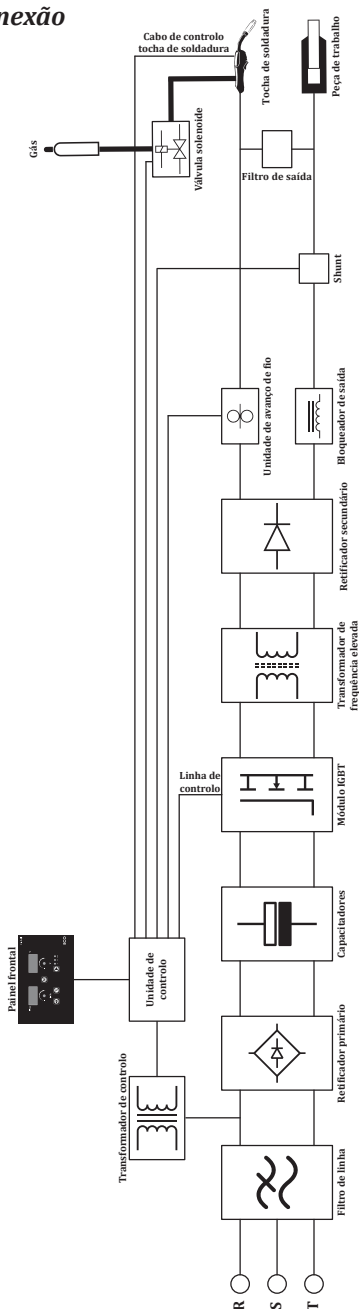 nexão
Cabo de controlo
tocha de soldadura
Tocha de soldadura
Peça de trabalho
Gás
Válvula solenoide
Filtro de saída
Shunt
Unidade de avanço de fio
Bloqueador de saída
Retificador secundário
Transformador de
frequência elevada
Linha de
controlo
Módulo IGBT
Painel frontal
Unidade de
controlo
Capacitadores
Transformador de controlo
Retificador primário
Filtro de linha
R
S
T